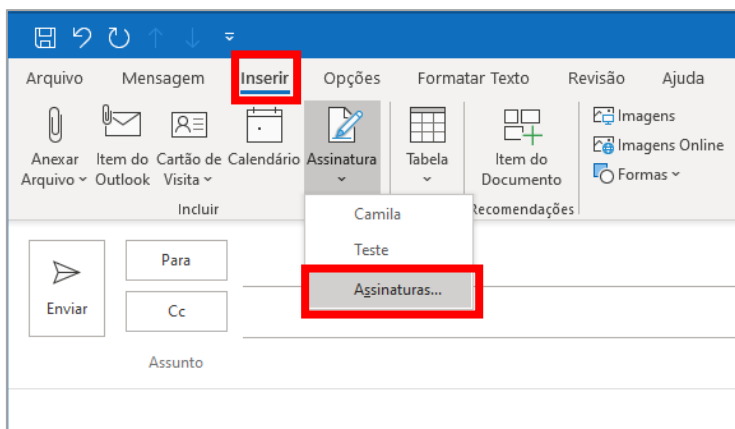 Arquivo Mensagem Inserir Opções Formatar Texto Revisão Ajuda
Anexar Arquivo
Item do Outlook
Cartão de Visita
Calendário
Assinatura
Tabela
Item do Documento
Imagens
Imagens Online
Formas
Incluir
Recomendações
Camila
Teste
Assinaturas...
Enviar
Para
Cc
Assunto